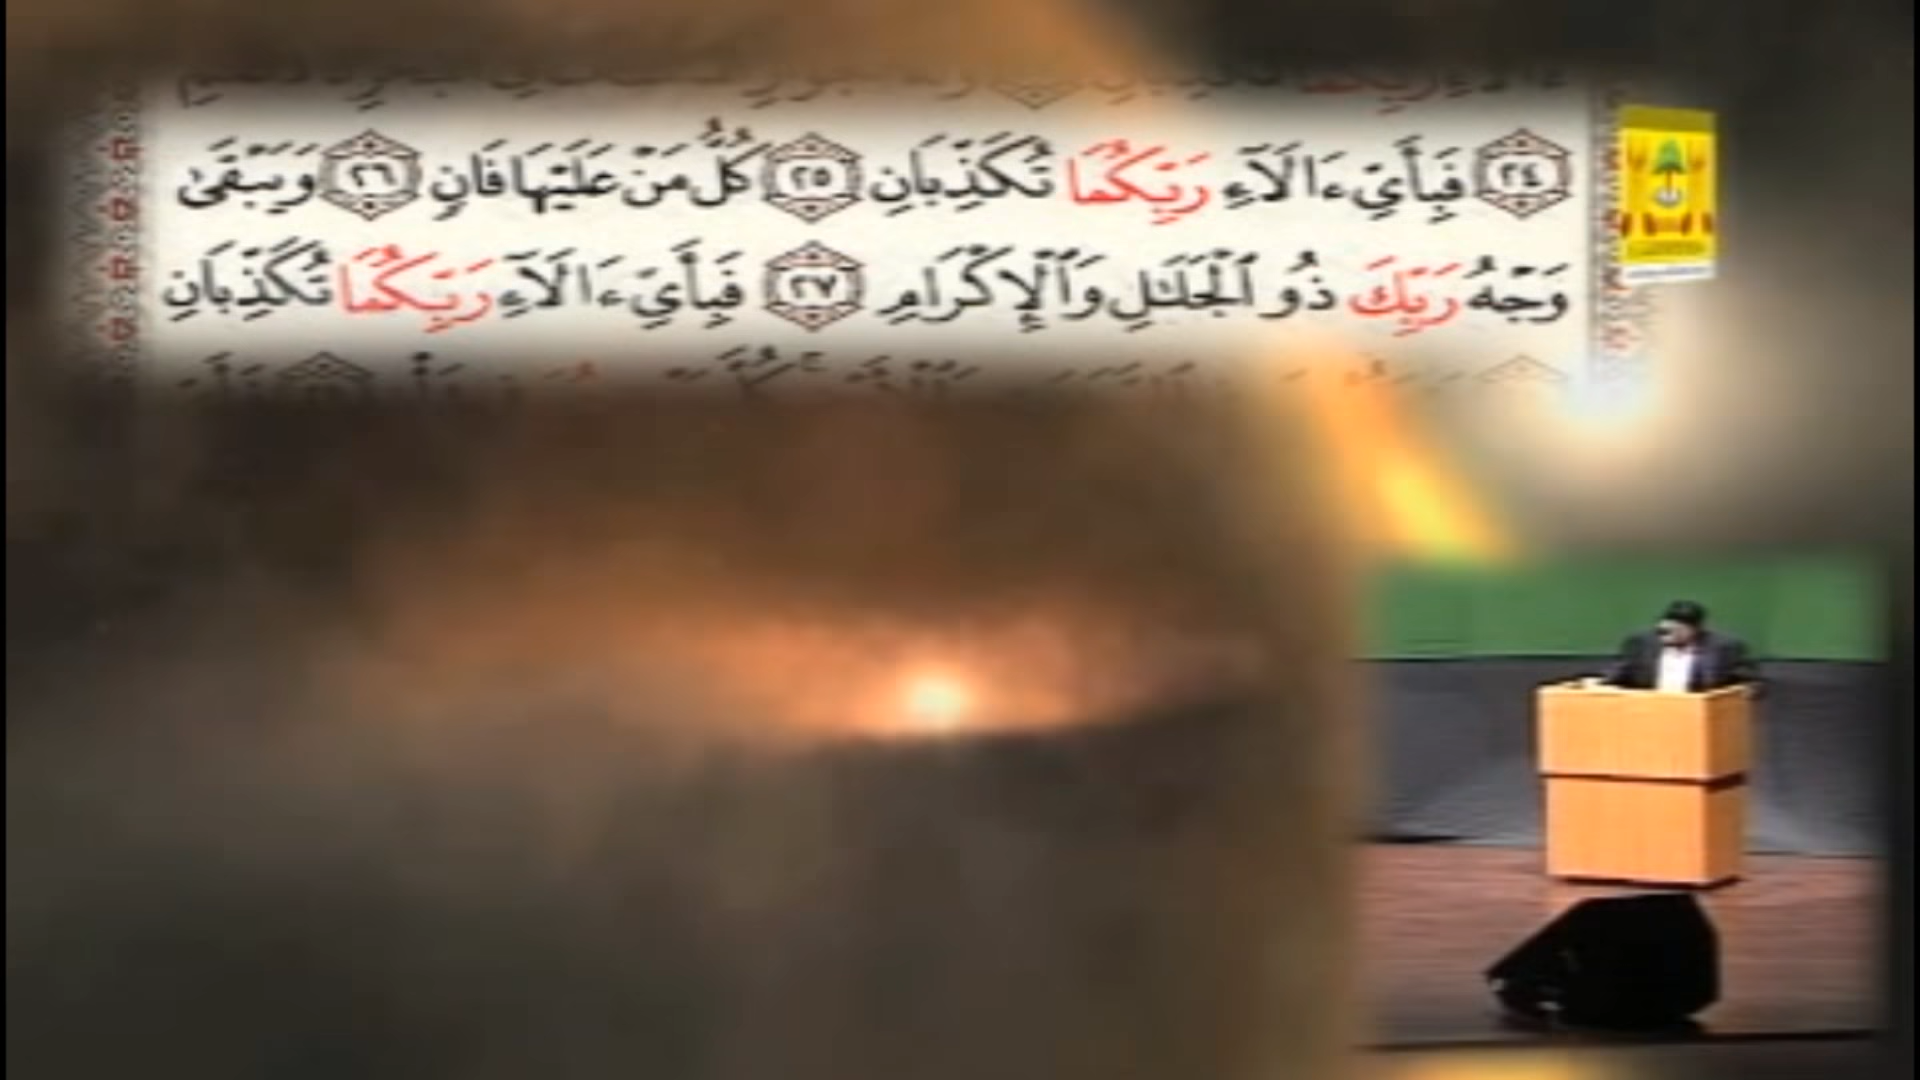 ﴿٢٤﴾ فَبِأَيِّ ءَالَآءِ رَبِّكُمَا تُكَذِّبَانِ ﴿٢٥﴾ كُلُّ مَنْ عَلَيْهَا فَانٍ ﴿٢٦﴾ وَيَبْقَىٰ
وَجْهُ رَبِّكَ ذُو ٱلْجَلَـٰلِ وَٱلْإِكْرَامِ ﴿٢٧﴾ فَبِأَيِّ ءَالَآءِ رَبِّكُمَا تُكَذِّبَانِ